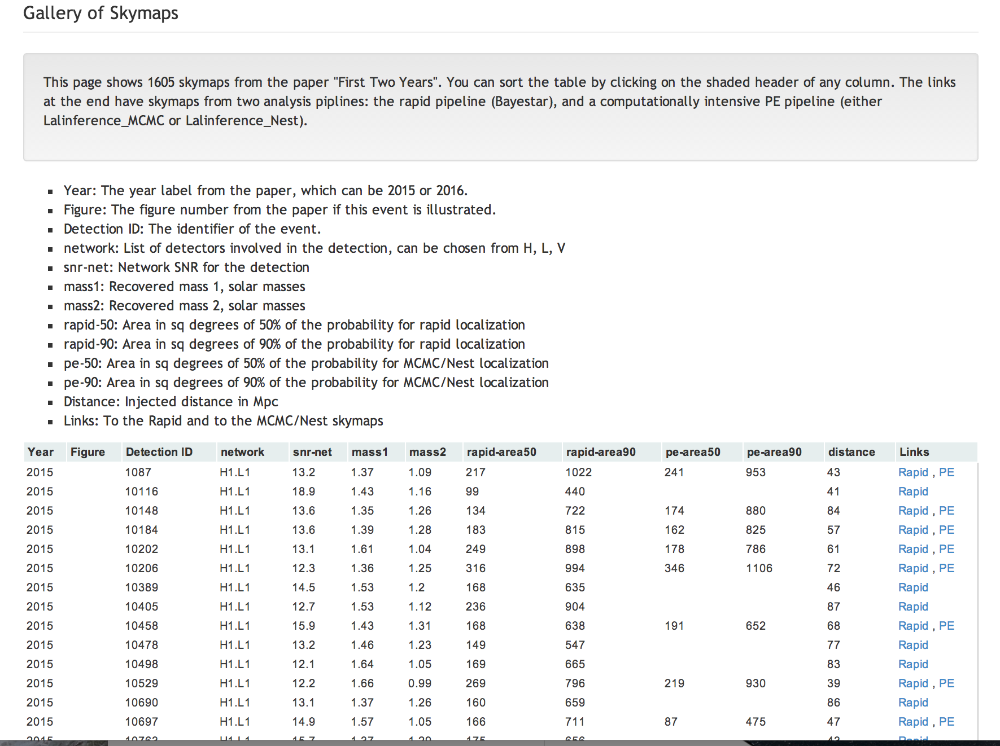 Gallery of Skymaps
This page shows 1605 skymaps from the paper "First Two Years". You can sort the table by clicking on the shaded header of any column. The links
at the end have skymaps from two analysis piplines: the rapid pipeline (Bayestar), and a computationally intensive PE pipeline (either
Lalinference_MCMC or Lalinference_Nest).
▪ Year: The year label from the paper, which can be 2015 or 2016.
▪ Figure: The figure number from the paper if this event is illustrated.
▪ Detection ID: The identifier of the event.
▪ network: List of detectors involved in the detection, can be chosen from H, L, V
▪ snr-net: Network SNR for the detection
▪ mass1: Recovered mass 1, solar masses
▪ mass2: Recovered mass 2, solar masses
▪ rapid-50: Area in sq degrees of 50% of the probability for rapid localization
▪ rapid-90: Area in sq degrees of 90% of the probability for rapid localization
▪ pe-50: Area in sq degrees of 50% of the probability for MCMC/Nest localization
▪ pe-90: Area in sq degrees of 90% of the probability for MCMC/Nest localization
▪ Distance: Injected distance in Mpc
▪ Links: To the Rapid and to the MCMC/Nest skymaps
Year Figure Detection ID network snr-net mass1 mass2 rapid-area50 rapid-area90 pe-area50 pe-area90 distance Links
2015 1087 H1.L1 13.2 1.37 1.09 217 1022 241 953 43 Rapid , PE
2015 10116 H1.L1 18.9 1.43 1.16 99 440 41 Rapid
2015 10148 H1.L1 13.6 1.35 1.26 134 722 174 880 84 Rapid , PE
2015 10184 H1.L1 13.6 1.39 1.28 183 815 162 825 57 Rapid , PE
2015 10202 H1.L1 13.1 1.61 1.04 249 898 178 786 61 Rapid , PE
2015 10206 H1.L1 12.3 1.36 1.25 316 994 346 1106 72 Rapid , PE
2015 10389 H1.L1 14.5 1.53 1.2 168 635 46 Rapid
2015 10405 H1.L1 12.7 1.53 1.12 236 904 87 Rapid
2015 10458 H1.L1 15.9 1.43 1.31 168 638 191 652 68 Rapid , PE
2015 10478 H1.L1 13.2 1.46 1.23 149 547 77 Rapid
2015 10498 H1.L1 12.1 1.64 1.05 169 665 83 Rapid
2015 10529 H1.L1 12.2 1.66 0.99 269 796 219 930 39 Rapid , PE
2015 10690 H1.L1 13.1 1.37 1.26 160 659 86 Rapid
2015 10697 H1.L1 14.9 1.57 1.05 166 711 87 475 47 Rapid , PE
2015 H1.L1 Rapid